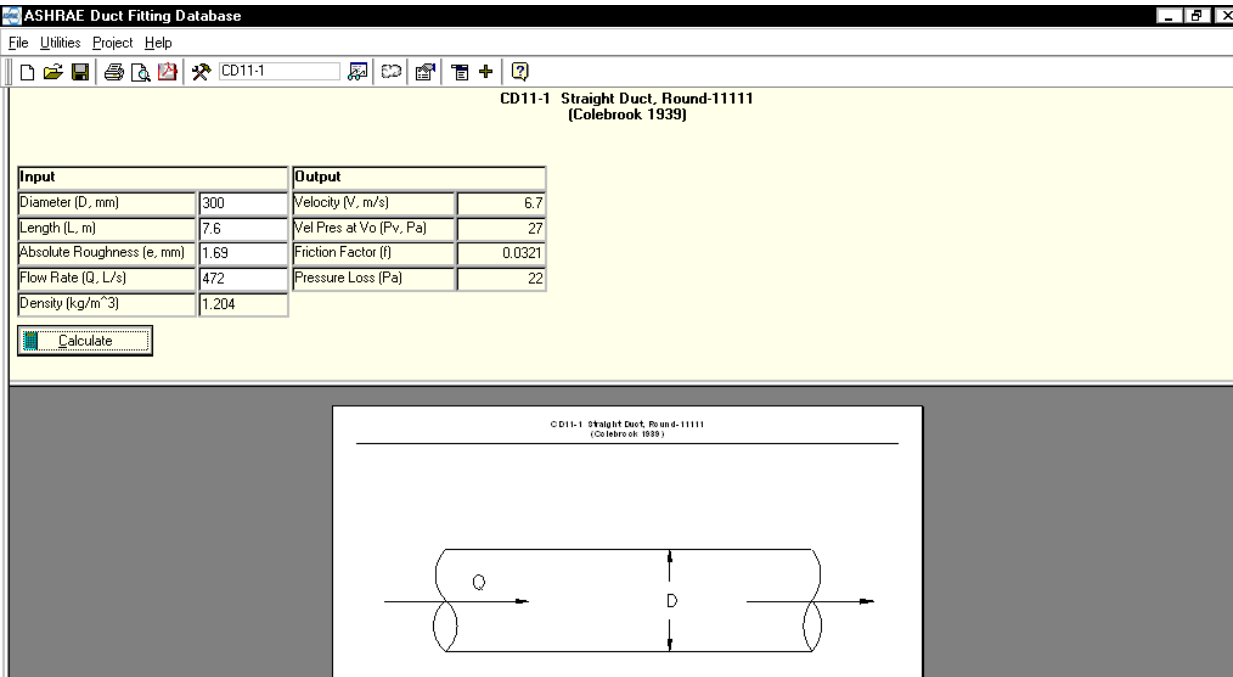 ASHRAE Duct Fitting Database
File Utilities Project Help
CD11-1
CD11-1 Straight Duct, Round-11111
(Colebrook 1939)
Input Output
Diameter (D, mm) 300 Velocity (V, m/s) 6.7
Length (L, m) 7.6 Vel Pres at Vo (Pv, Pa) 27
Absolute Roughness (e, mm) 1.69 Friction Factor (f) 0.0321
Flow Rate (Q, L/s) 472 Pressure Loss (Pa) 22
Density (kg/m^3) 1.204
Calculate
CD11-1 Straight Duct, Round-11111
(Colebrook 1939)
Q
D